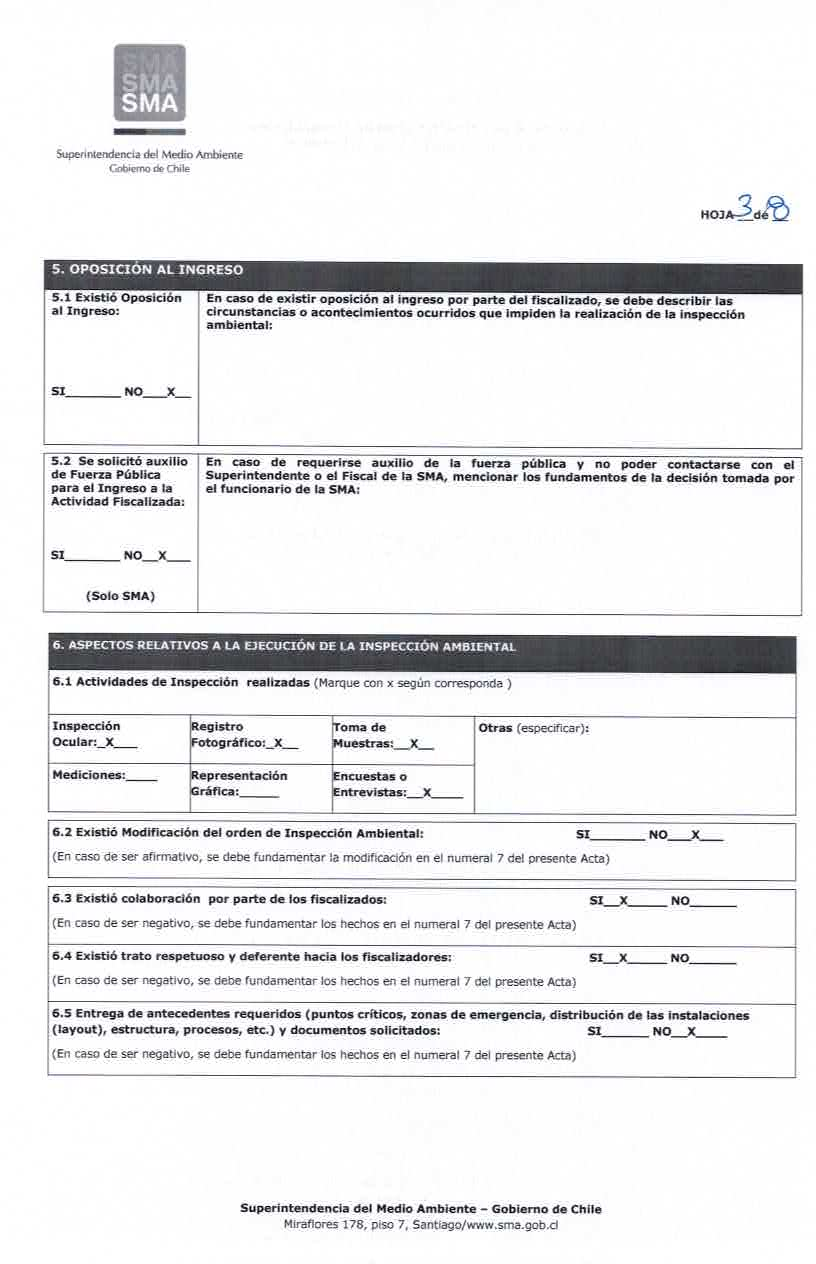 SMA
SMA
SMA
Superintendencia del Medio Ambiente
Gobierno de Chile
HOJA 3 de 8
5. OPOSICIÓN AL INGRESO
5.1 Existió Oposición
al Ingreso:
SI________ NO___X__
En caso de existir oposición al ingreso por parte del fiscalizado, se debe describir las
circunstancias o acontecimientos ocurridos que impiden la realización de la inspección
ambiental:
5.2 Se solicitó auxilio
de Fuerza Pública
para el Ingreso a la
Actividad Fiscalizada:
SI________ NO__X___
(Solo SMA)
En caso de requerirse auxilio de la fuerza pública y no poder contactarse con el
Superintendente o el Fiscal de la SMA, mencionar los fundamentos de la decisión tomada por
el funcionario de la SMA:
6. ASPECTOS RELATIVOS A LA EJECUCIÓN DE LA INSPECCIÓN AMBIENTAL
6.1 Actividades de Inspección realizadas (Marque con x según corresponda )
Inspección
Ocular:_X___
Registro
Fotográfico:_X__
Toma de
Muestras:__X__
Otras (especificar):
Mediciones:_____
Representación
Gráfica:______
Encuestas o
Entrevistas:__X_____
6.2 Existió Modificación del orden de Inspección Ambiental: SI________ NO___X___
(En caso de ser afirmativo, se debe fundamentar la modificación en el numeral 7 del presente Acta)
6.3 Existió colaboración por parte de los fiscalizados: SI__X______ NO_______
(En caso de ser negativo, se debe fundamentar los hechos en el numeral 7 del presente Acta)
6.4 Existió trato respetuoso y deferente hacia los fiscalizadores: SI__X______ NO_______
(En caso de ser negativo, se debe fundamentar los hechos en el numeral 7 del presente Acta)
6.5 Entrega de antecedentes requeridos (puntos críticos, zonas de emergencia, distribución de las instalaciones
(layout), estructura, procesos, etc.) y documentos solicitados: SI_______ NO__X_____
(En caso de ser negativo, se debe fundamentar los hechos en el numeral 7 del presente Acta)
Superintendencia del Medio Ambiente – Gobierno de Chile
Miraflores 178, piso 7, Santiago/www.sma.gob.cl